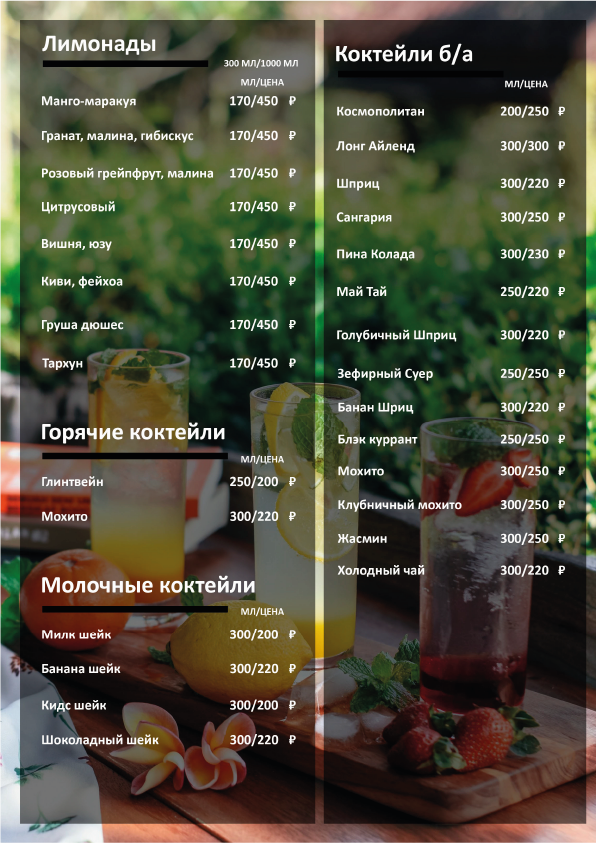 Лимонады
300 МЛ/1000 МЛ
МЛ/ЦЕНА
Манго-маракуя 170/450 ₽
Гранат, малина, гибискус 170/450 ₽
Розовый грейпфрут, малина 170/450 ₽
Цитрусовый 170/450 ₽
Вишня, юзу 170/450 ₽
Киви, фейхоа 170/450 ₽
Груша дюшес 170/450 ₽
Тархун 170/450 ₽
Горячие коктейли
МЛ/ЦЕНА
Глинтвейн 250/200 ₽
Мохито 300/220 ₽
Молочные коктейли
МЛ/ЦЕНА
Милк шейк 300/200 ₽
Банана шейк 300/220 ₽
Кидс шейк 300/200 ₽
Шоколадный шейк 300/220 ₽
Коктейли б/а
МЛ/ЦЕНА
Космополитан 200/250 ₽
Лонг Айленд 300/300 ₽
Шприц 300/220 ₽
Сангария 300/250 ₽
Пина Колада 300/230 ₽
Май Тай 250/220 ₽
Голубичный Шприц 300/220 ₽
Зефирный Суер 250/250 ₽
Банан Шриц 300/220 ₽
Блэк куррант 250/250 ₽
Мохито 300/250 ₽
Клубничный мохито 300/250 ₽
Жасмин 300/250 ₽
Холодный чай 300/220 ₽